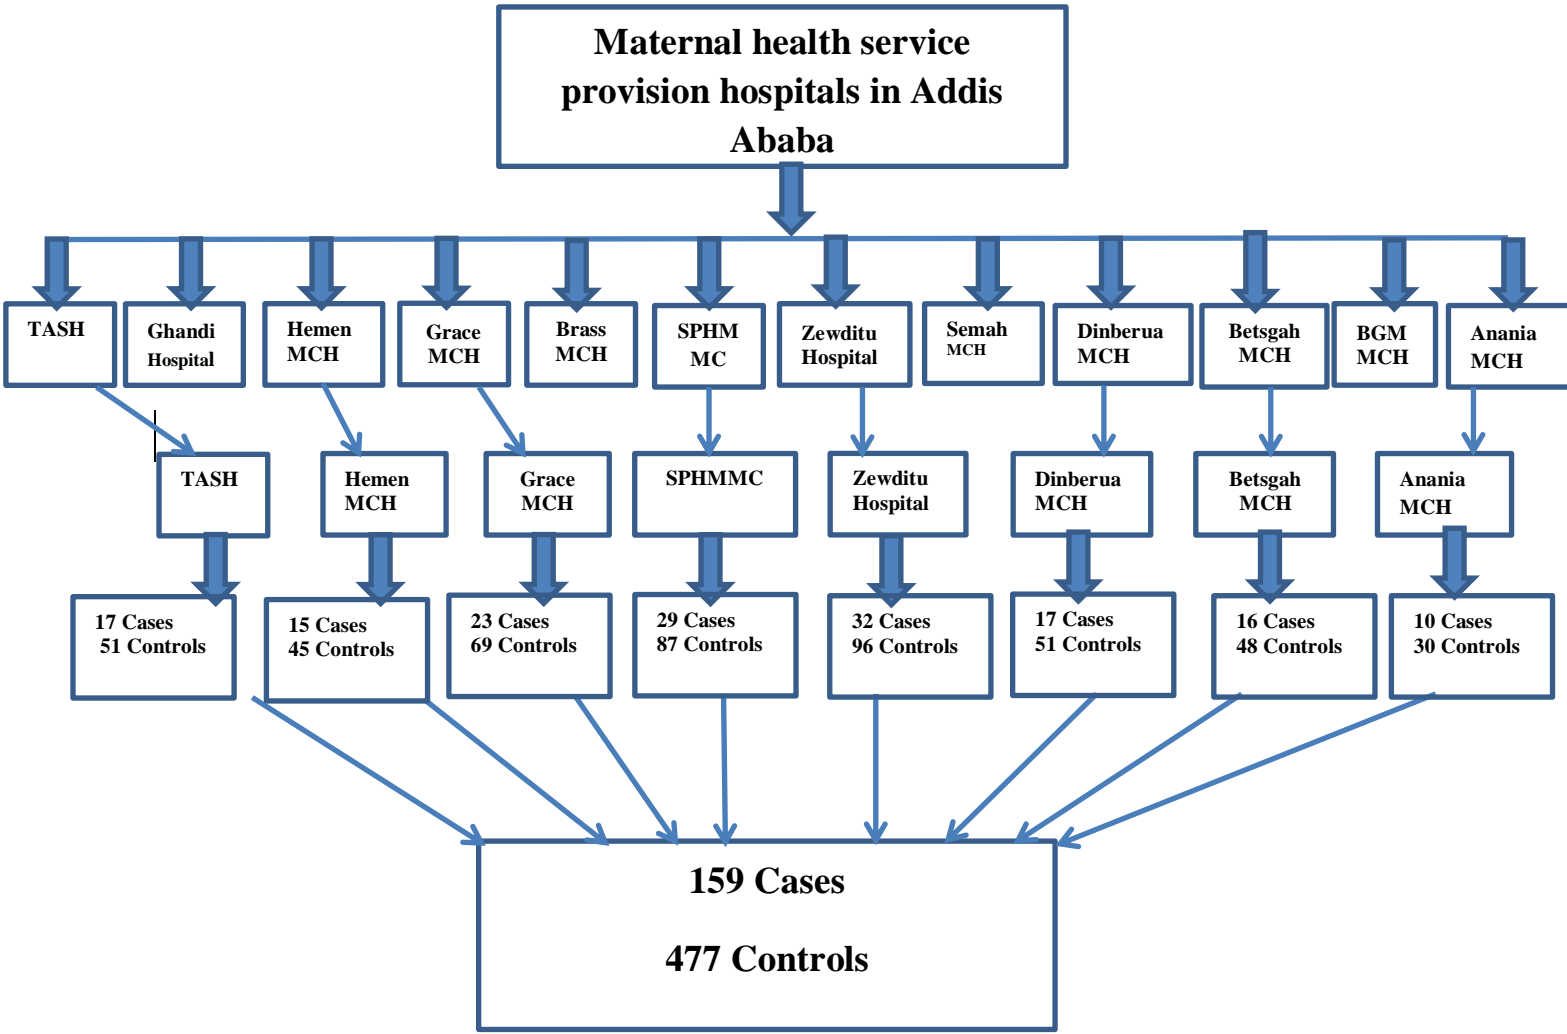 Maternal health service
provision hospitals in Addis
Ababa
TASH
Ghandi
Hospital
Hemen
MCH
Grace
MCH
Brass
MCH
SPHM
MC
Zewditu
Hospital
Semah
MCH
Dinberua
MCH
Betsgah
MCH
BGM
MCH
Anania
MCH
TASH
Hemen
MCH
Grace
MCH
SPHMMC
Zewditu
Hospital
Dinberua
MCH
Betsgah
MCH
Anania
MCH
17 Cases
51 Controls
15 Cases
45 Controls
23 Cases
69 Controls
29 Cases
87 Controls
32 Cases
96 Controls
17 Cases
51 Controls
16 Cases
48 Controls
10 Cases
30 Controls
159 Cases
477 Controls